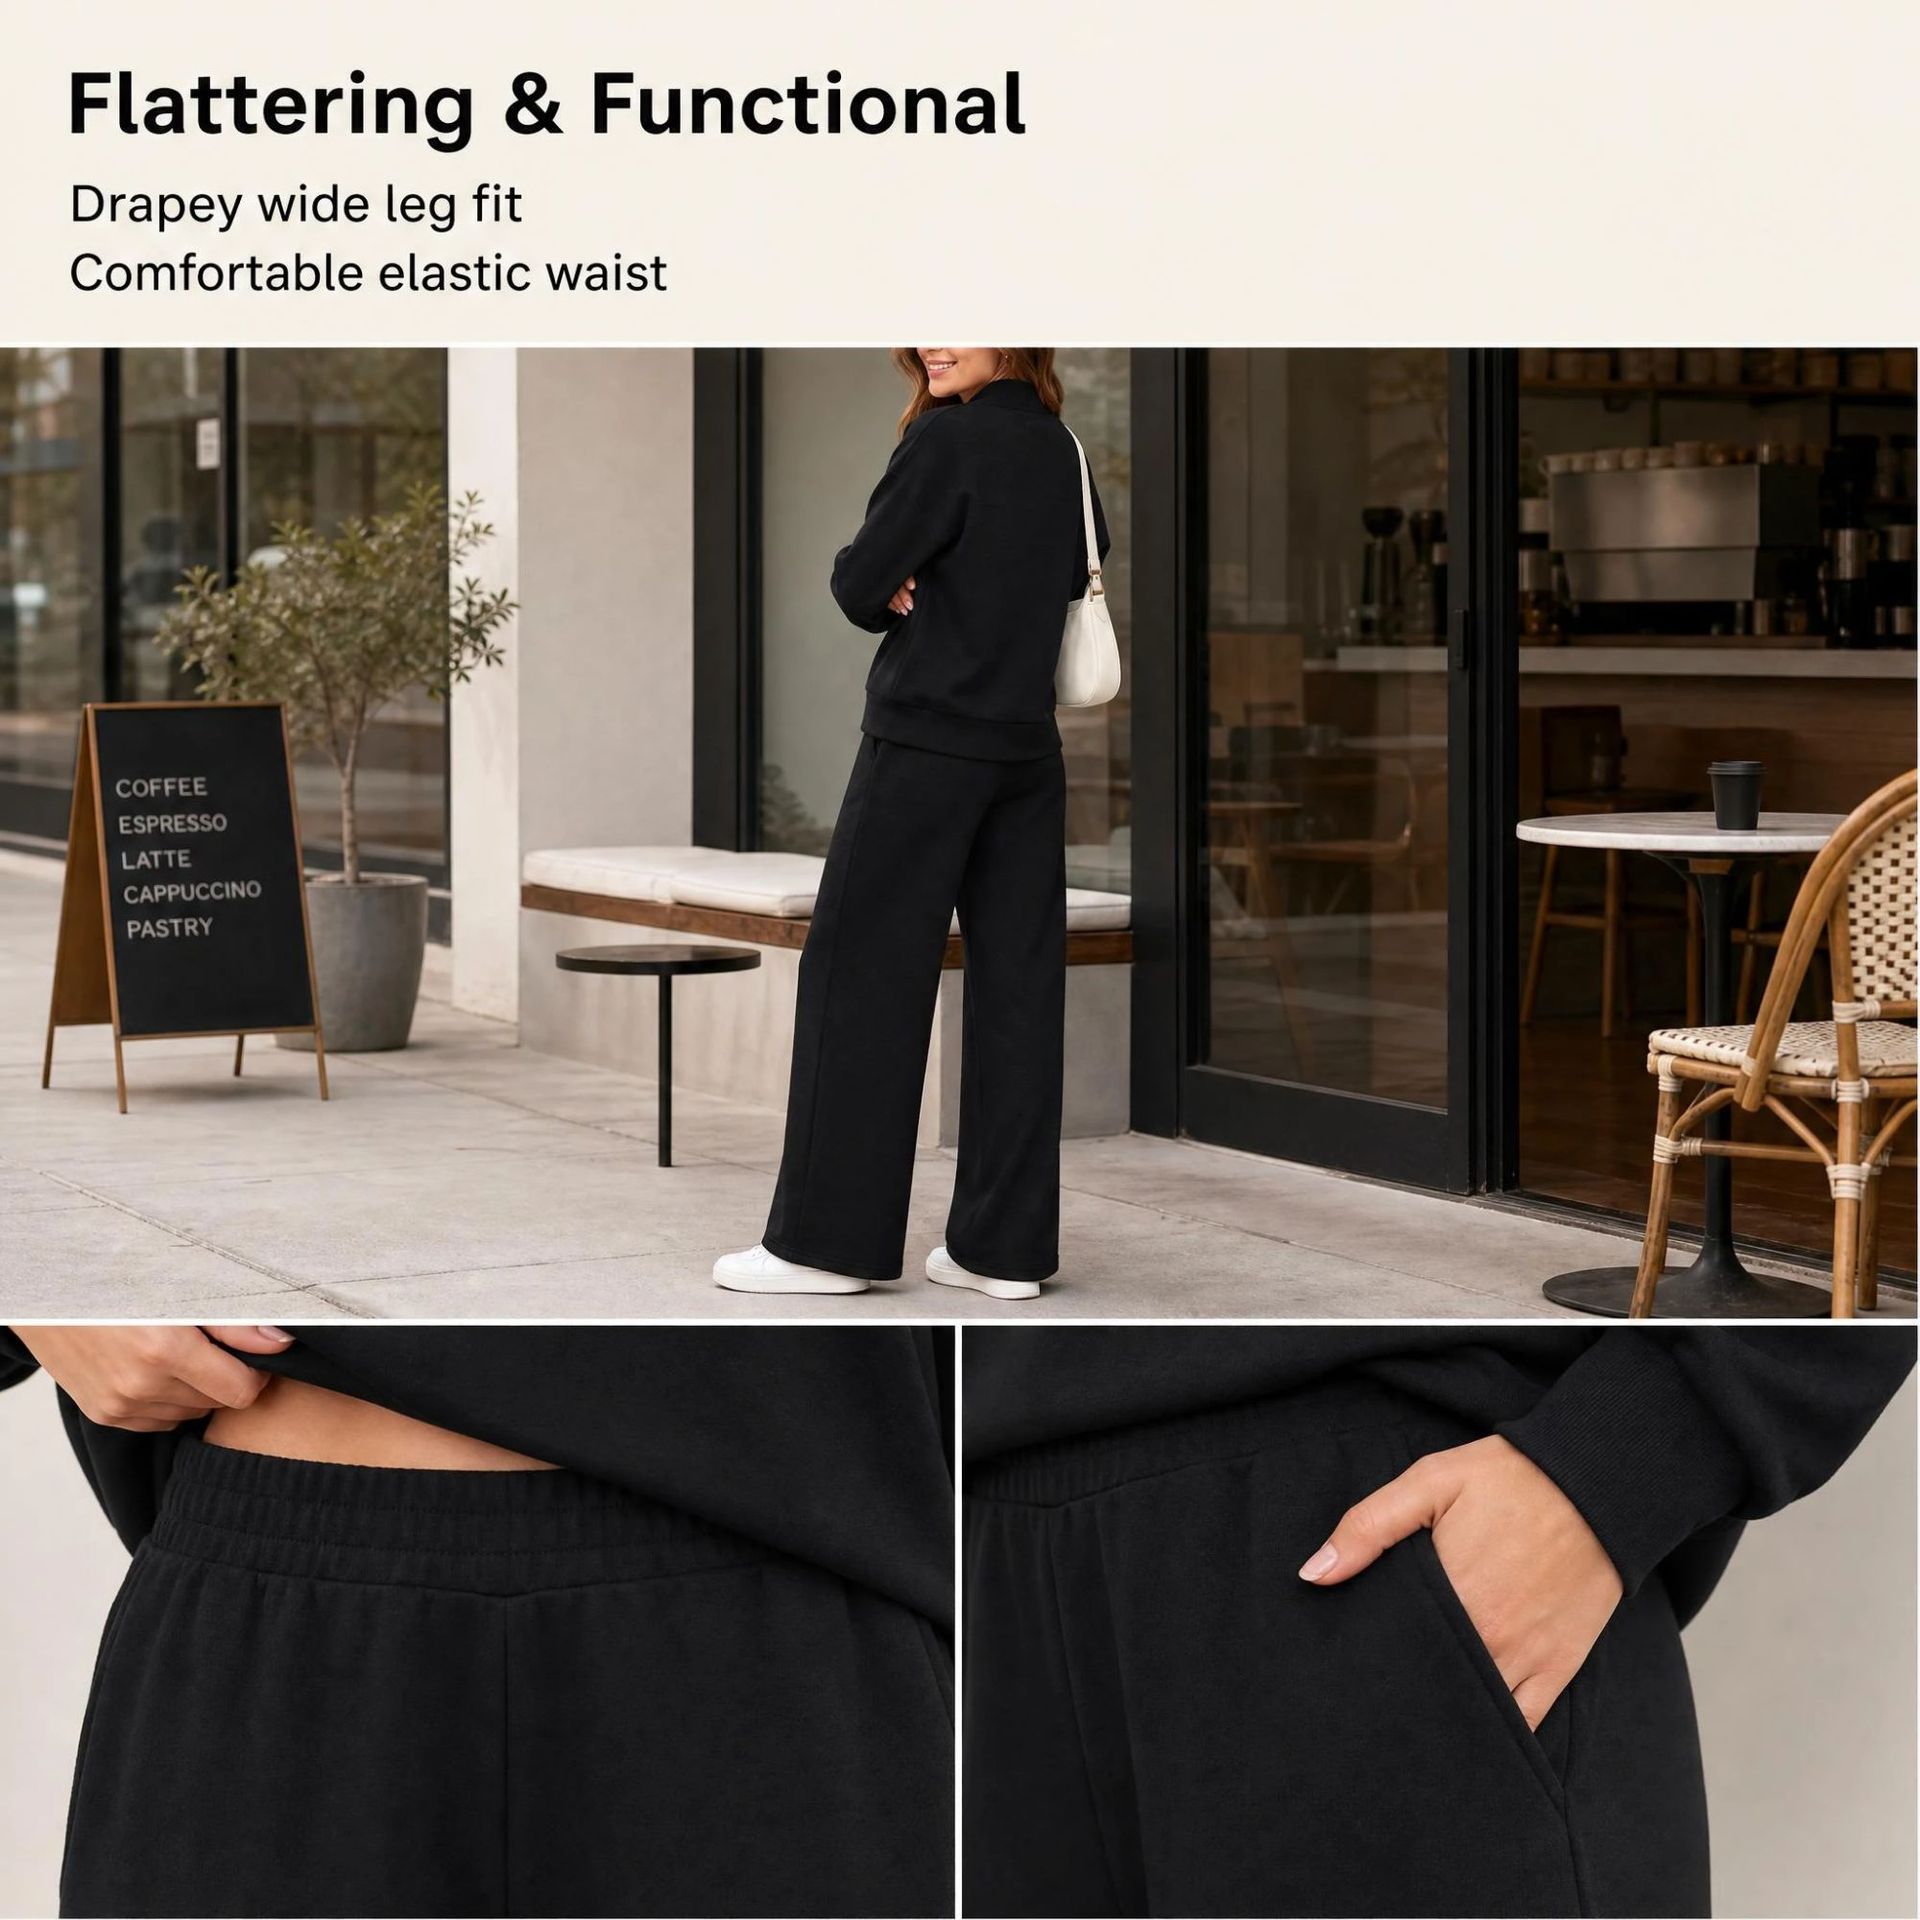 Flattering & Functional
Drapey wide leg fit
Comfortable elastic waist
COFFEE
ESPRESSO
LATTE
CAPPUCCINO
PASTRY